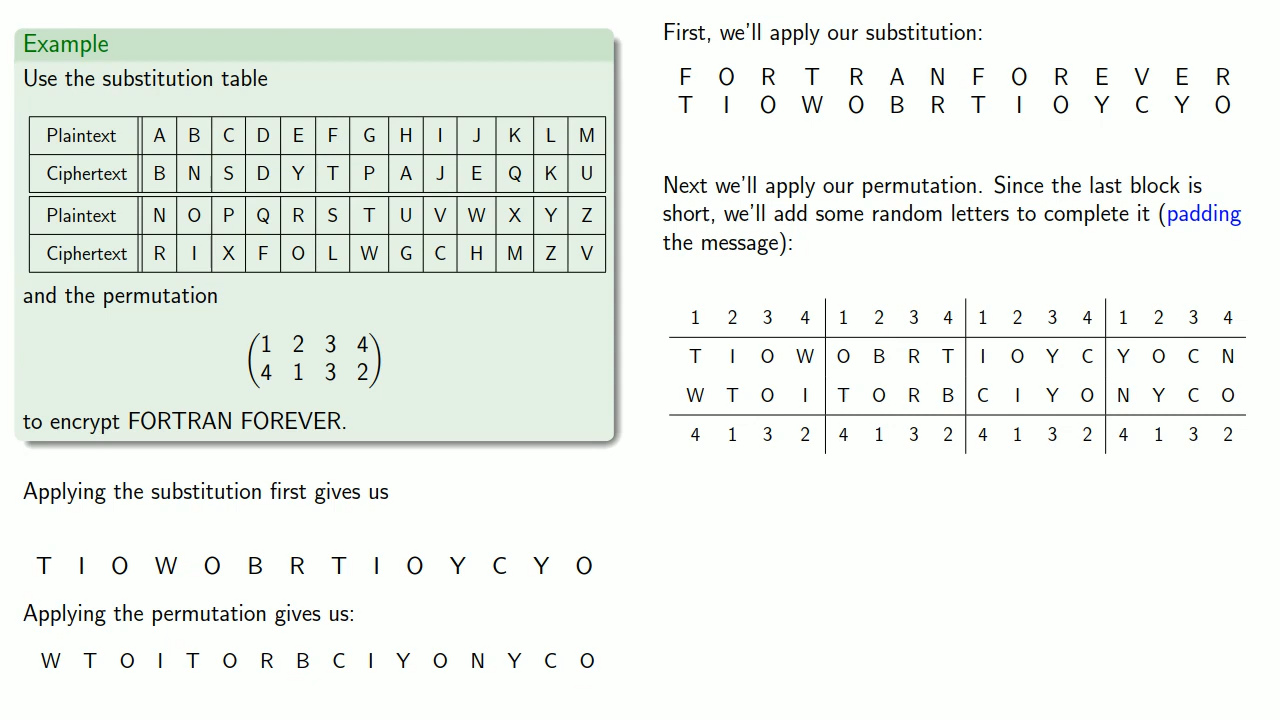 Example
Use the substitution table
Plaintext A B C D E F G H I J K L M
Ciphertext B N S D Y T P A J E Q K U
Plaintext N O P Q R S T U V W X Y Z
Ciphertext R I X F O L W G C H M Z V
and the permutation
1 2 3 4
4 1 3 2
to encrypt FORTRAN FOREVER.
Applying the substitution first gives us
T I O W O B R T I O Y C Y O
Applying the permutation gives us:
W T O I T O R B C I Y O N Y C O
First, we'll apply our substitution:
F O R T R A N F O R E V E R
T I O W O B R T I O Y C Y O
Next we'll apply our permutation. Since the last block is
short, we'll add some random letters to complete it (padding
the message):
1 2 3 4 1 2 3 4 1 2 3 4 1 2 3 4
T I O W O B R T I O Y C Y O C N
W T O I T O R B C I Y O N Y C O
4 1 3 2 4 1 3 2 4 1 3 2 4 1 3 2